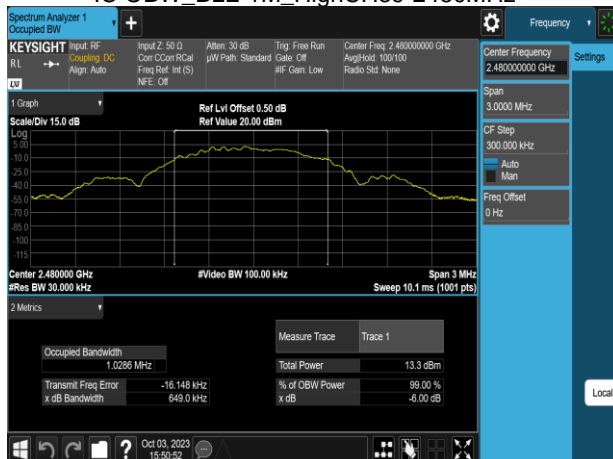 Spectrum Analyzer 1
Occupied BW
+
Frequency
KEYSIGHT
RL
LXI
Input: RF
Coupling: DC
Align: Auto
Input Z: 50 Ω
Corr CCorr RCal
Freq Ref: Int (S)
NFE: Off
Atten: 30 dB
µW Path: Standard
Trig: Free Run
Gate: Off
#IF Gain: Low
Center Freq: 2.480000000 GHz
Avg|Hold: 100/100
Radio Std: None
Center Frequency
2.480000000 GHz
Settings
Span
3.0000 MHz
CF Step
300.000 kHz
Auto
Man
Freq Offset
0 Hz
Local
1 Graph
Scale/Div 15.0 dB
Ref Lvl Offset 0.50 dB
Ref Value 20.00 dBm
Log
5.00
-10.0
-25.0
-40.0
-55.0
-70.0
-85.0
-100
-115
Center 2.480000 GHz
#Res BW 30.000 kHz
#Video BW 100.00 kHz
Span 3 MHz
Sweep 10.1 ms (1001 pts)
2 Metrics
Measure Trace Trace 1
Occupied Bandwidth
1.0286 MHz
Total Power 13.3 dBm
Transmit Freq Error -16.148 kHz
% of OBW Power 99.00 %
x dB Bandwidth 649.0 kHz
x dB -6.00 dB
?
Oct 03, 2023
15:50:52